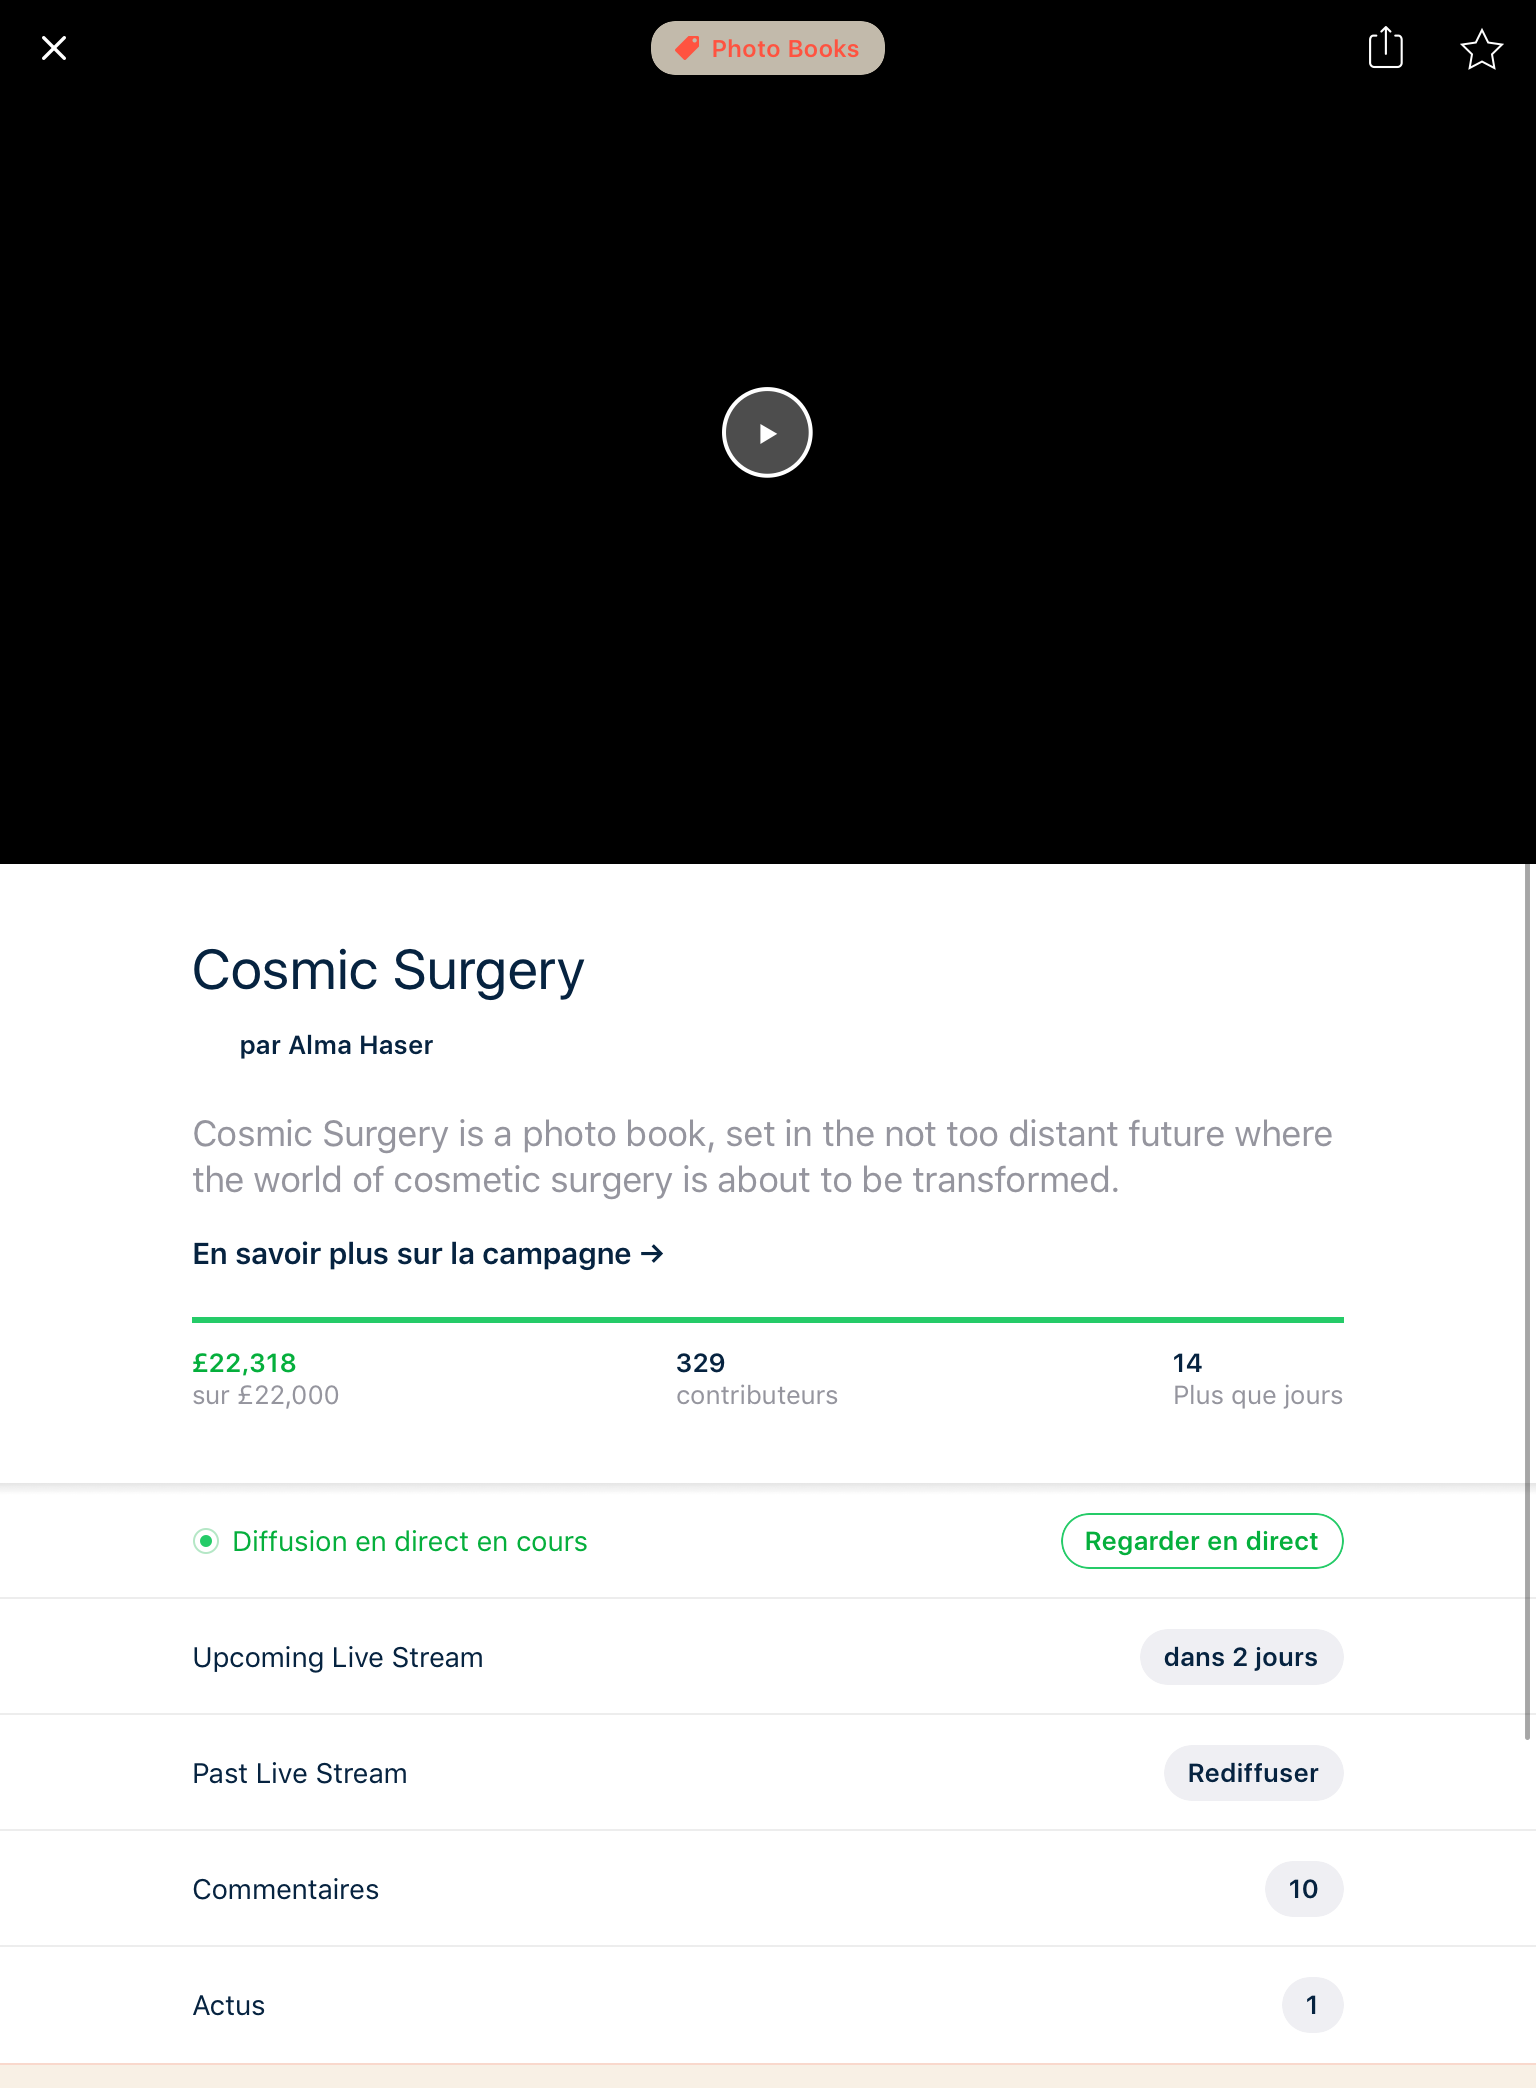 Photo Books
Cosmic Surgery
par Alma Haser
Cosmic Surgery is a photo book, set in the not too distant future where
the world of cosmetic surgery is about to be transformed.
En savoir plus sur la campagne →
£22,318
sur £22,000
329
contributeurs
14
Plus que jours
Diffusion en direct en cours
Regarder en direct
Upcoming Live Stream
dans 2 jours
Past Live Stream
Rediffuser
Commentaires
10
Actus
1